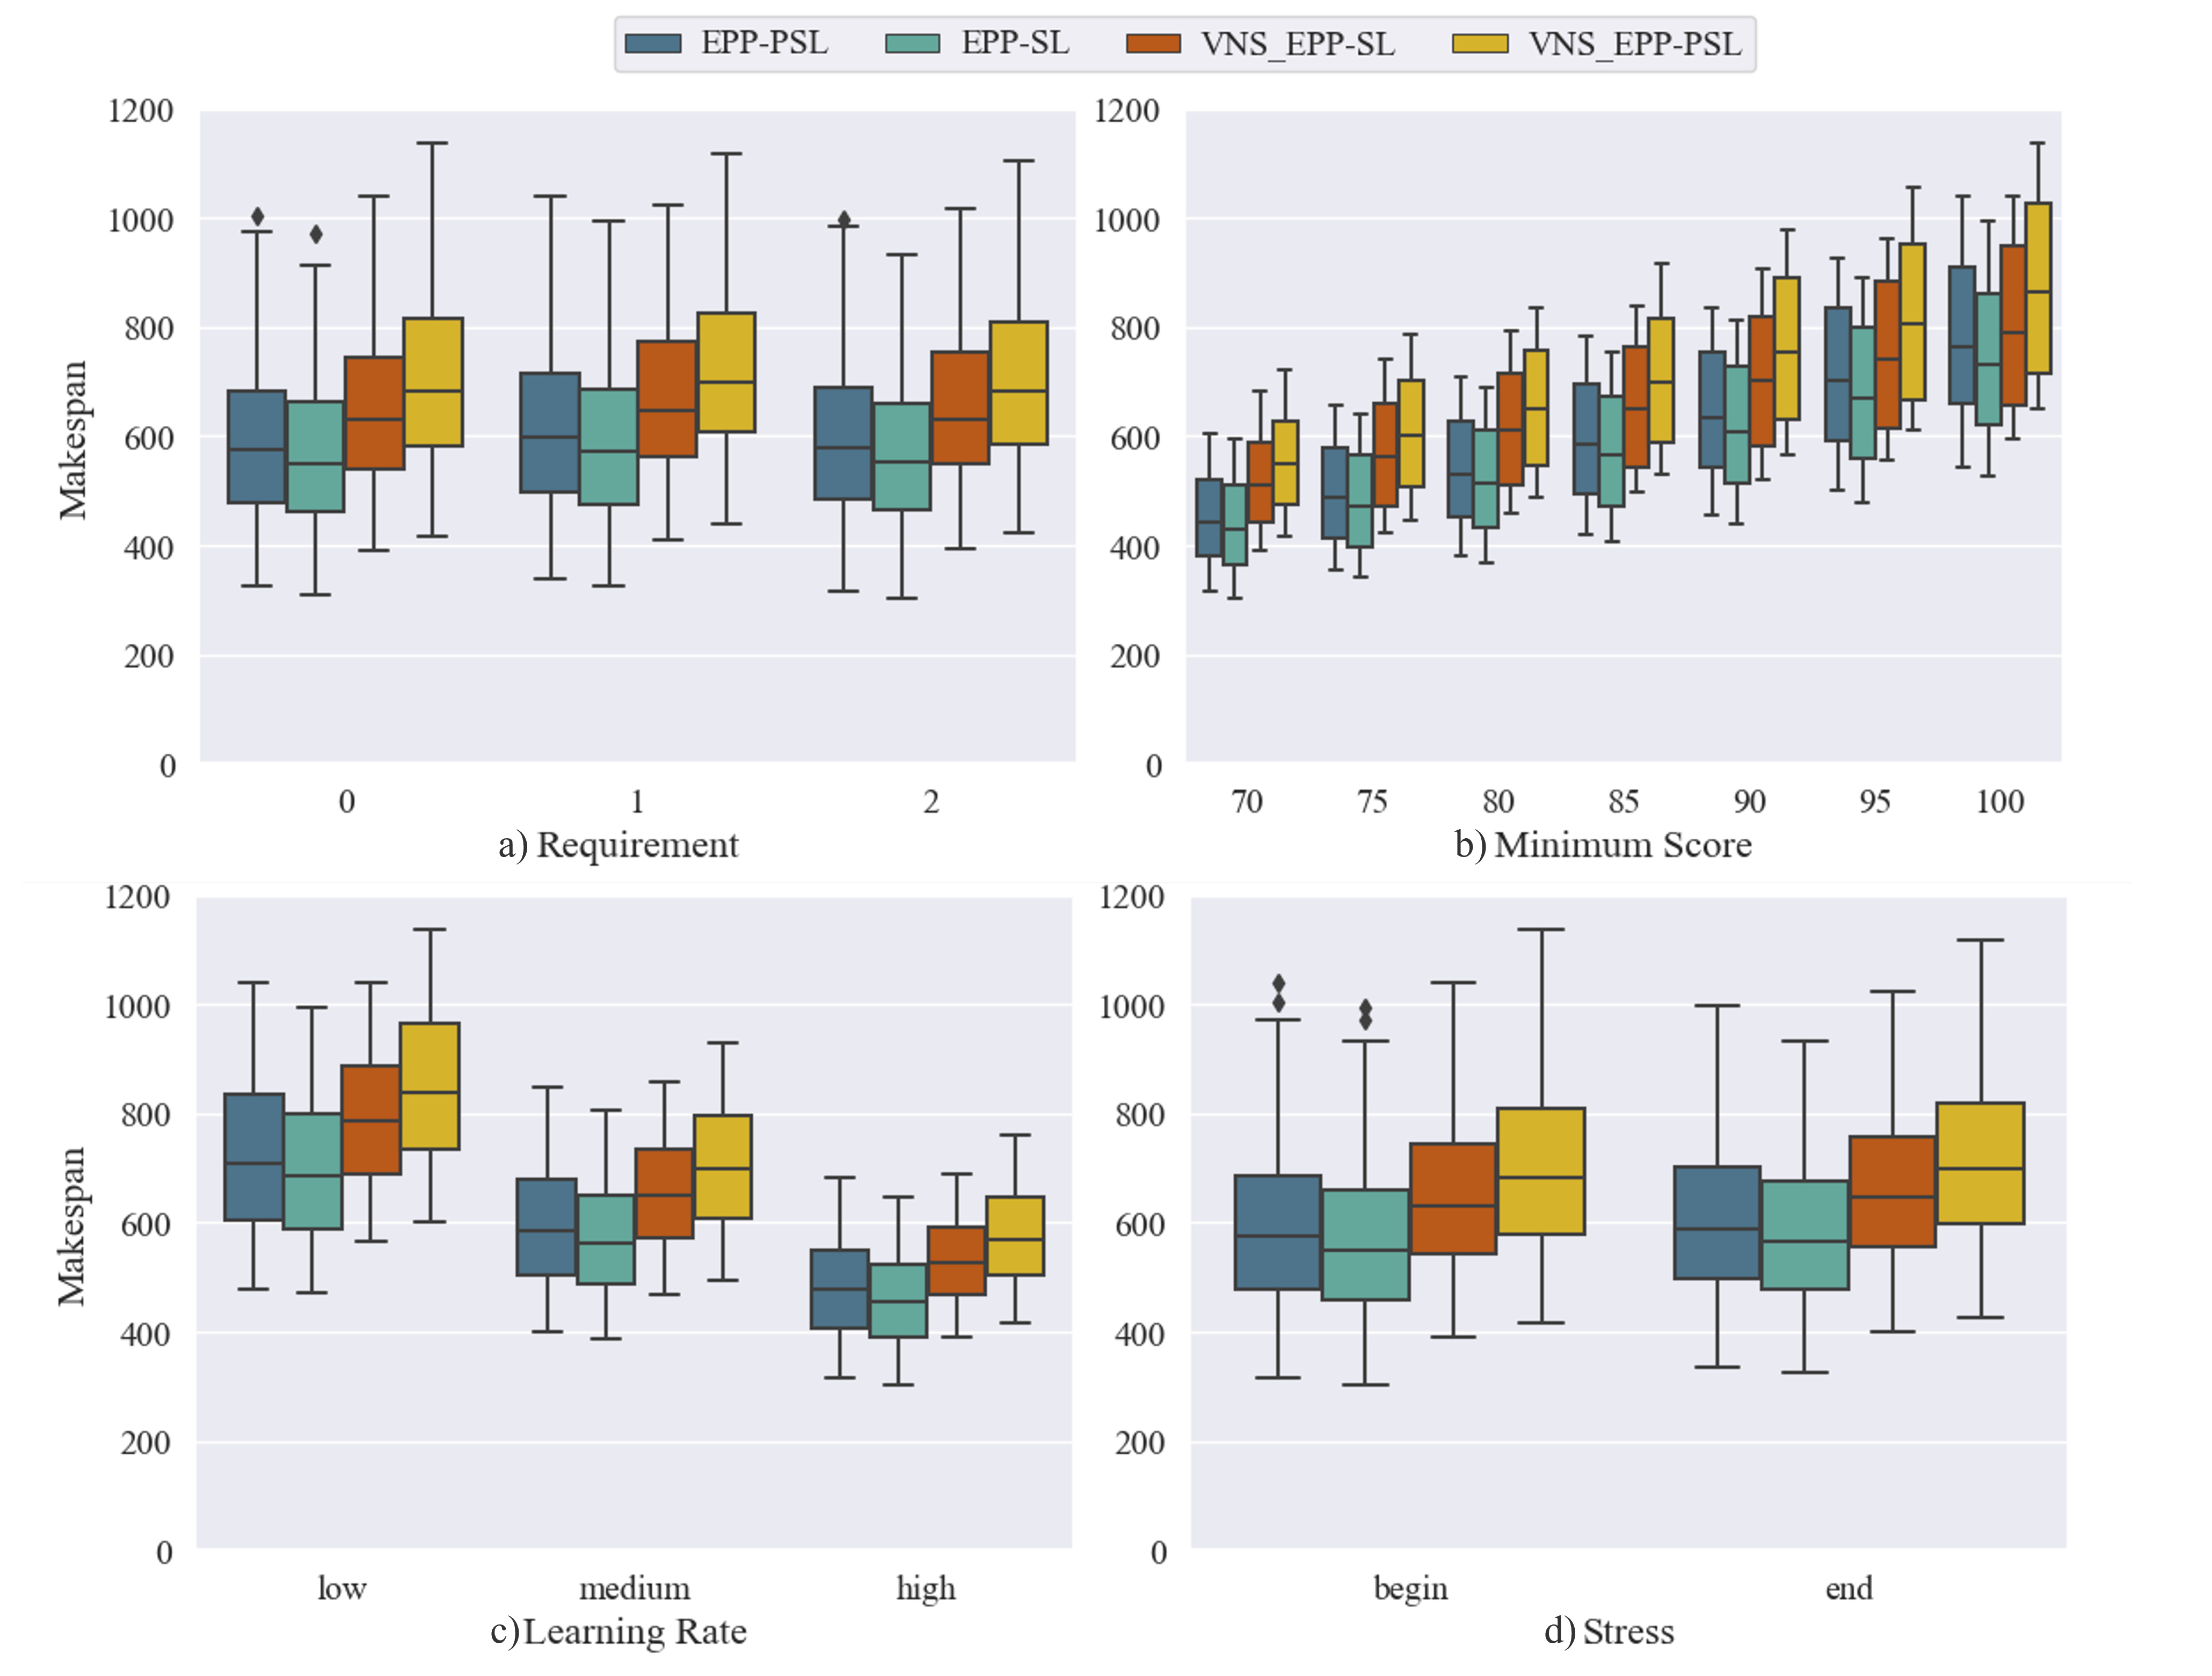 EPP-PSL EPP-SL VNS_EPP-SL VNS_EPP-PSL
1200
1000
800
600
400
200
0
Makespan
0 1 2
a) Requirement
1200
1000
800
600
400
200
0
70 75 80 85 90 95 100
b) Minimum Score
1200
1000
800
600
400
200
0
Makespan
low medium high
c) Learning Rate
1200
1000
800
600
400
200
0
begin end
d) Stress